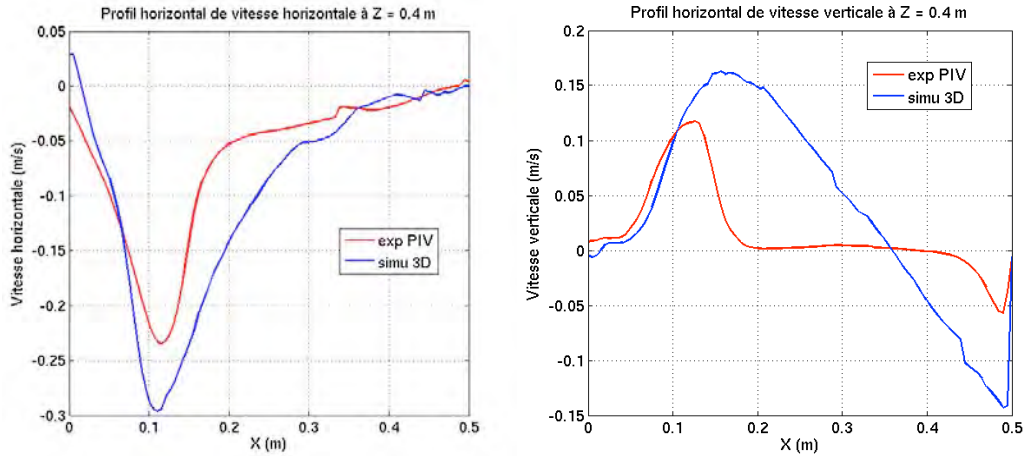 Profil horizontal de vitesse horizontale à Z = 0.4 m
0.05
0
-0.05
-0.1
-0.15
-0.2
-0.25
-0.3
Vitesse horizontale (m/s)
exp PIV
simu 3D
0 0.1 0.2 0.3 0.4 0.5
X (m)
Profil horizontal de vitesse verticale à Z = 0.4 m
0.2
0.15
0.1
0.05
0
-0.05
-0.1
-0.15
Vitesse verticale (m/s)
exp PIV
simu 3D
0 0.1 0.2 0.3 0.4 0.5
X (m)